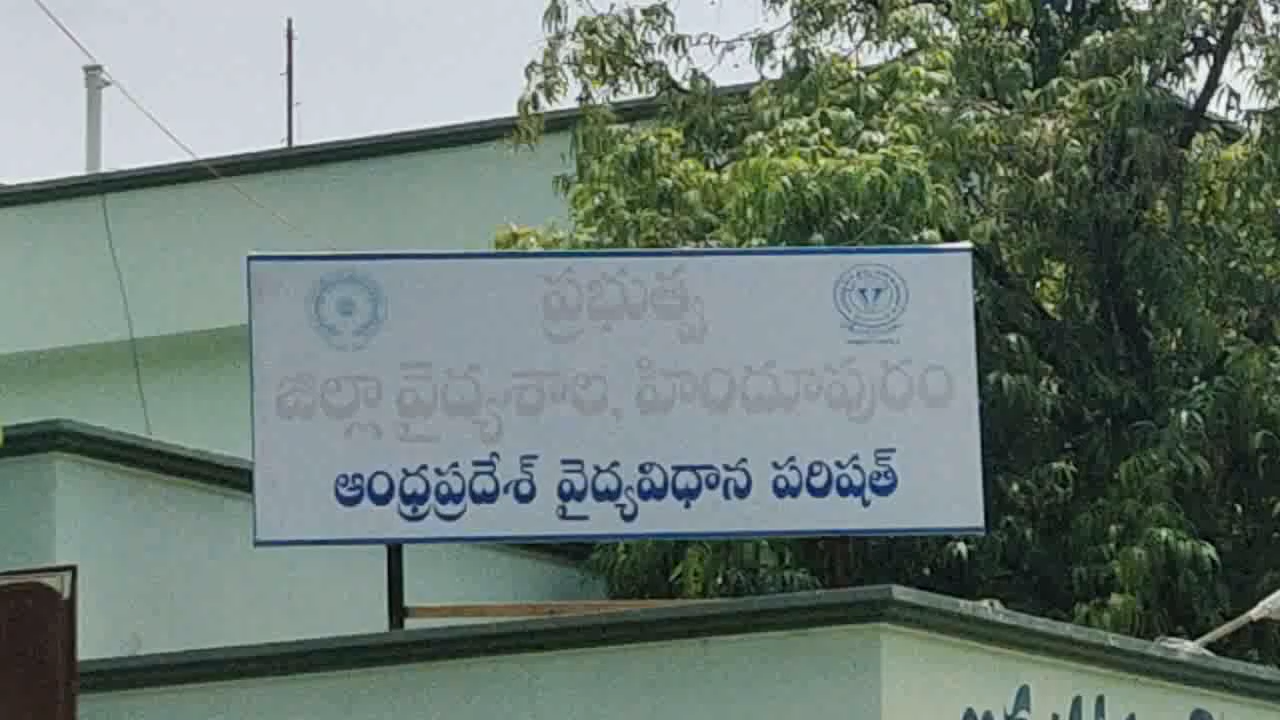 ప్రభుత్వ
జిల్లా వైద్యశాల, హిందూపురం
ఆంధ్రప్రదేశ్ వైద్యవిధాన పరిషత్